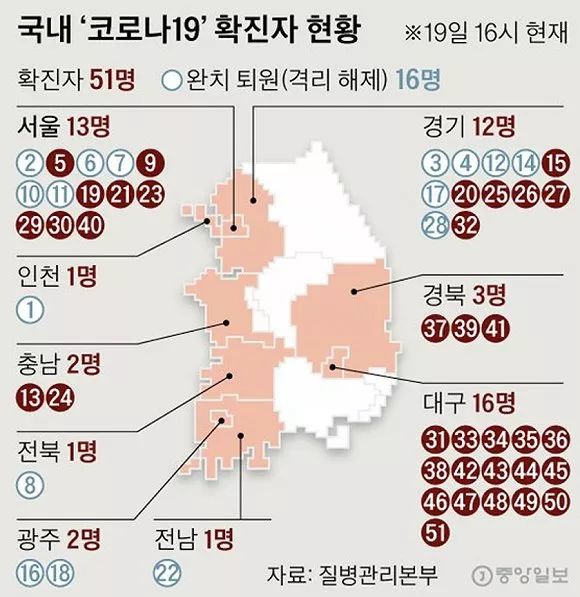 국내 ‘코로나19’ 확진자 현황
※19일 16시 현재
확진자 51명 ○완치 퇴원(격리 해제) 16명
서울 13명
2 5 6 7 9
10 11 19 21 23
29 30 40
경기 12명
3 4 12 14 15
17 20 25 26 27
28 32
인천 1명
1
경북 3명
37 39 41
충남 2명
13 24
대구 16명
31 33 34 35 36
38 42 43 44 45
46 47 48 49 50
51
전북 1명
8
광주 2명
16 18
전남 1명
22
자료: 질병관리본부
J 중앙일보